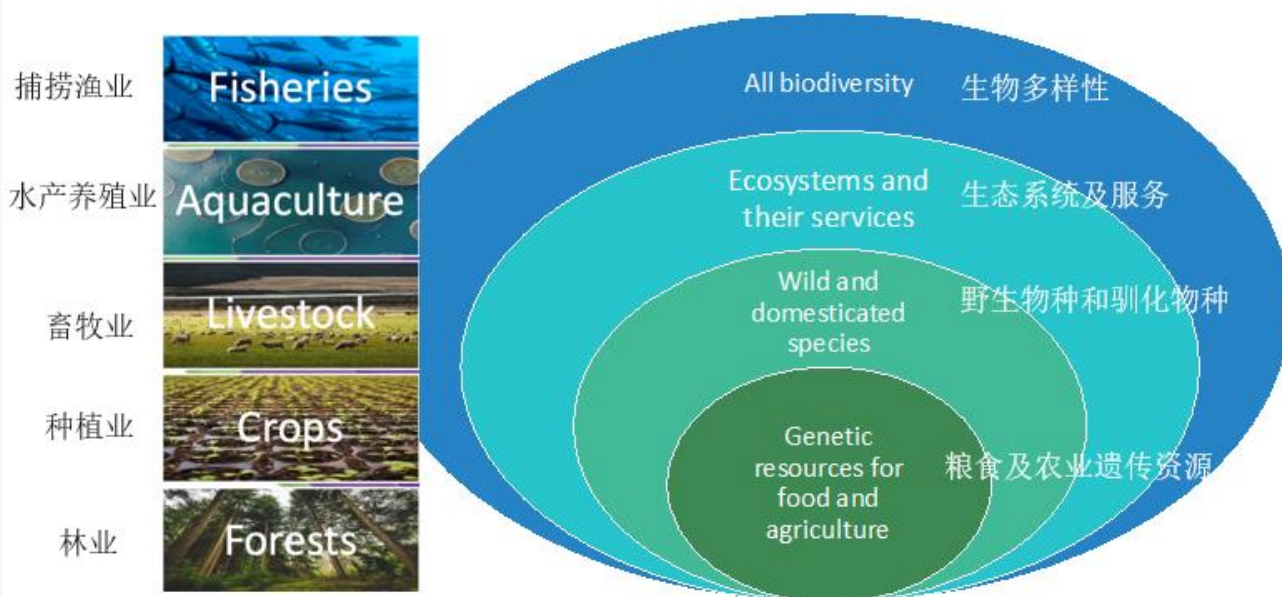 捕捞渔业
Fisheries
水产养殖业
Aquaculture
畜牧业
Livestock
种植业
Crops
林业
Forests
All biodiversity
生物多样性
Ecosystems and
their services
生态系统及服务
Wild and
domesticated
species
野生物种和驯化物种
Genetic
resources for
food and
agriculture
粮食及农业遗传资源